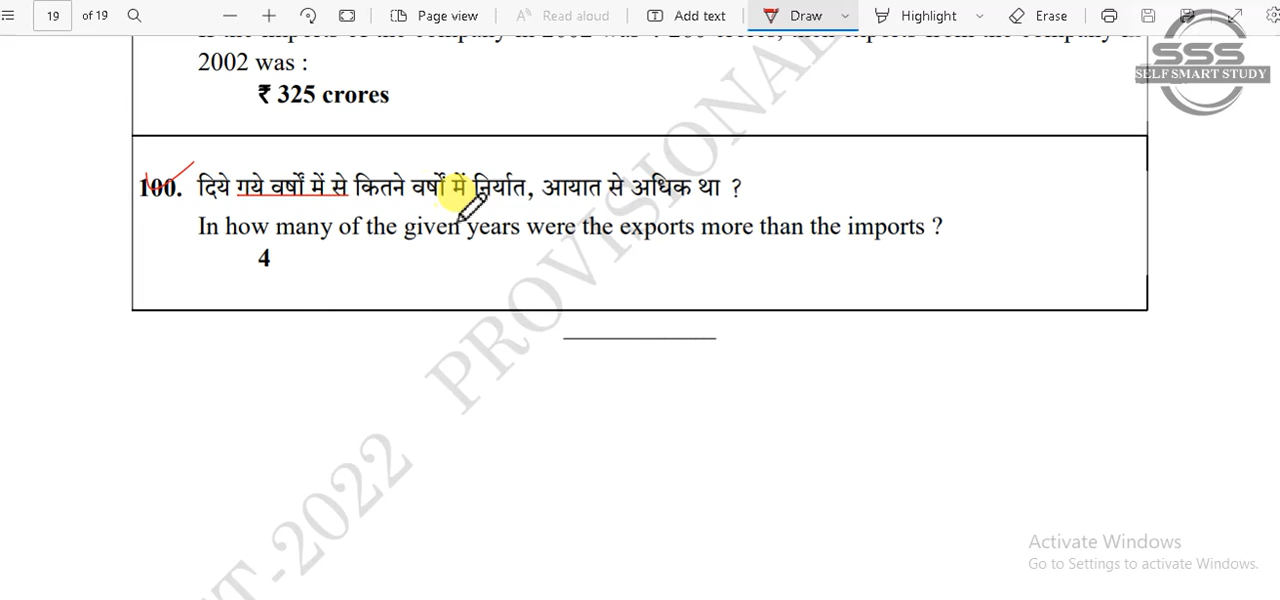 19 of 19 Page view Read aloud Add text Draw Highlight Erase
2002 was :
₹ 325 crores
SSS
SELF SMART STUDY
100. दिये गये वर्षों में से कितने वर्षों में निर्यात, आयात से अधिक था ?
In how many of the given years were the exports more than the imports ?
4
PROVISIONAL
T-2022
Activate Windows
Go to Settings to activate Windows.